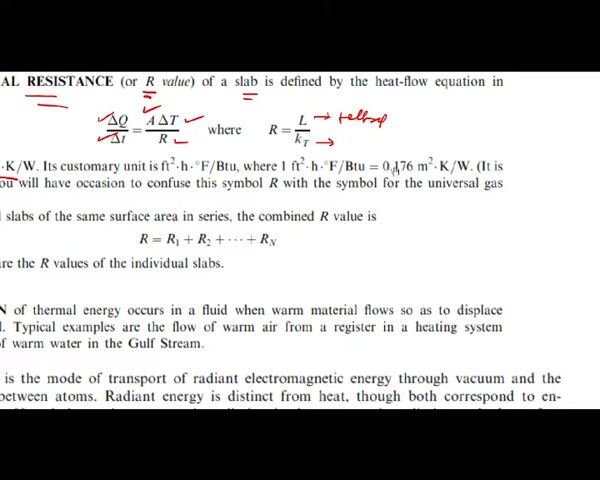 AL RESISTANCE (or R value) of a slab is defined by the heat-flow equation in
ΔQ/Δt = A ΔT/R where R = L/k_T
·K/W. Its customary unit is ft²·h·°F/Btu, where 1 ft²·h·°F/Btu = 0.176 m²·K/W. (It is
ou will have occasion to confuse this symbol R with the symbol for the universal gas
l slabs of the same surface area in series, the combined R value is
R = R₁ + R₂ + ··· + R_N
are the R values of the individual slabs.
N of thermal energy occurs in a fluid when warm material flows so as to displace
l. Typical examples are the flow of warm air from a register in a heating system
of warm water in the Gulf Stream.
is the mode of transport of radiant electromagnetic energy through vacuum and the
between atoms. Radiant energy is distinct from heat, though both correspond to en-